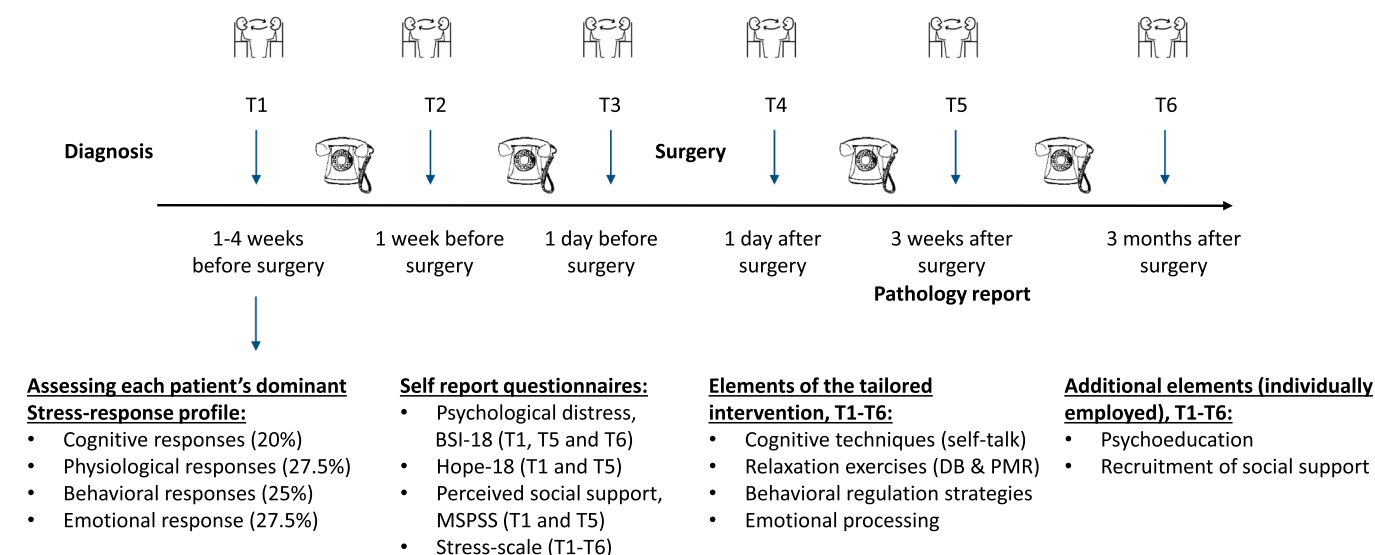 T1
T2
T3
T4
T5
T6
Diagnosis
Surgery
1-4 weeks
before surgery
1 week before
surgery
1 day before
surgery
1 day after
surgery
3 weeks after
surgery
Pathology report
3 months after
surgery
Assessing each patient’s dominant
Stress-response profile:
• Cognitive responses (20%)
• Physiological responses (27.5%)
• Behavioral responses (25%)
• Emotional response (27.5%)
Self report questionnaires:
• Psychological distress,
BSI-18 (T1, T5 and T6)
• Hope-18 (T1 and T5)
• Perceived social support,
MSPSS (T1 and T5)
• Stress-scale (T1-T6)
Elements of the tailored
intervention, T1-T6:
• Cognitive techniques (self-talk)
• Relaxation exercises (DB & PMR)
• Behavioral regulation strategies
• Emotional processing
Additional elements (individually
employed), T1-T6:
• Psychoeducation
• Recruitment of social support